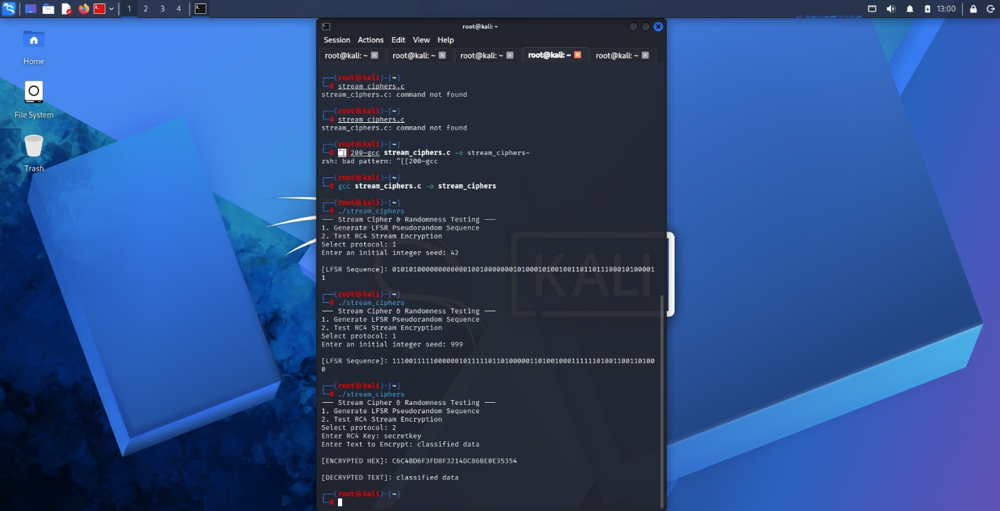 1 2 3 4 13:00
root@kali: ~
Session Actions Edit View Help
root@kali: ~ root@kali: ~ root@kali: ~ root@kali: ~ root@kali: ~
Home
File System
Trash
┌──(root㉿kali)-[~]
└─# stream_ciphers.c
stream_ciphers.c: command not found
┌──(root㉿kali)-[~]
└─# stream_ciphers.c
stream_ciphers.c: command not found
┌──(root㉿kali)-[~]
└─# ^[[200~gcc stream_ciphers.c -o stream_ciphers~
zsh: bad pattern: ^[[200~gcc
┌──(root㉿kali)-[~]
└─# gcc stream_ciphers.c -o stream_ciphers
┌──(root㉿kali)-[~]
└─# ./stream_ciphers
─── Stream Cipher & Randomness Testing ───
1. Generate LFSR Pseudorandom Sequence
2. Test RC4 Stream Encryption
Select protocol: 1
Enter an initial integer seed: 42
[LFSR Sequence]: 010101000000000000010010000000101000101001001101101110001010000​1
1
┌──(root㉿kali)-[~]
└─# ./stream_ciphers
─── Stream Cipher & Randomness Testing ───
1. Generate LFSR Pseudorandom Sequence
2. Test RC4 Stream Encryption
Select protocol: 1
Enter an initial integer seed: 999
[LFSR Sequence]: 111001111100000010111110110100000110100100011111101001100110100
0
┌──(root㉿kali)-[~]
└─# ./stream_ciphers
─── Stream Cipher & Randomness Testing ───
1. Generate LFSR Pseudorandom Sequence
2. Test RC4 Stream Encryption
Select protocol: 2
Enter RC4 Key: secretkey
Enter Text to Encrypt: classified data
[ENCRYPTED HEX]: C6C4BD6F3FD8F3214DC86BE0E35354
[DECRYPTED TEXT]: classified data
┌──(root㉿kali)-[~]
└─#
KALI